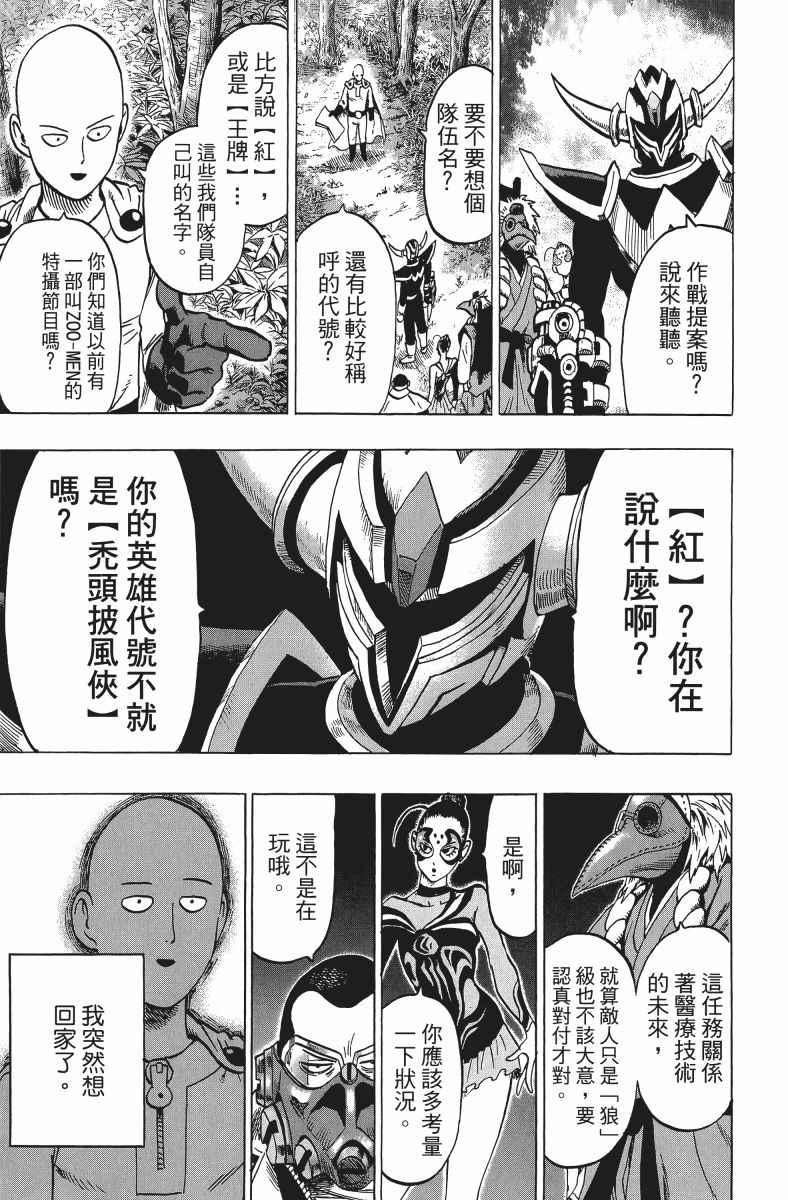 作戰提案嗎？
說來聽聽。
要不要想個
隊伍名？
還有比較好稱
呼的代號？
比方說【紅】，
或是【王牌】…
這些我們隊員自
己叫的名字。
你們知道以前有
一部叫ZOO-MEN的
特攝節目嗎？
【紅】？你在
說什麼啊？
你的英雄代號不就
是【禿頭披風俠】
嗎？
這任務關係
著醫療技術
的未來，
就算敵人只是「狼」
級也不該大意，要
認真對付才對。
是啊，
你應該多考量
一下狀況。
這不是在
玩哦。
我突然想
回家了。